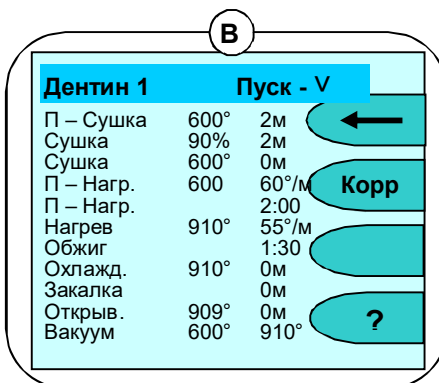 В
Дентин 1 Пуск - V
П – Сушка 600° 2м
Сушка 90% 2м
Сушка 600° 0м
П – Нагр. 600 60°/м
Корр
П – Нагр. 2:00
Нагрев 910° 55°/м
Обжиг 1:30
Охлажд. 910° 0м
Закалка 0м
Открыв. 909° 0м
?
Вакуум 600° 910°